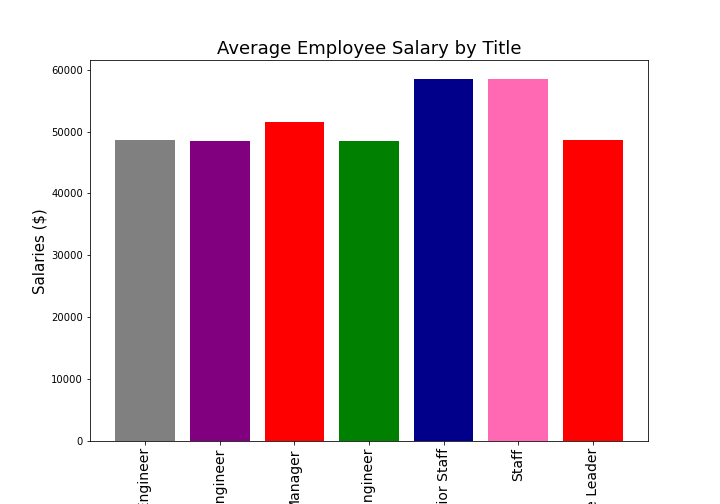 Average Employee Salary by Title
Salaries ($)
60000
50000
40000
30000
20000
10000
0
ngineer
ngineer
Manager
ngineer
ior Staff
Staff
e Leader